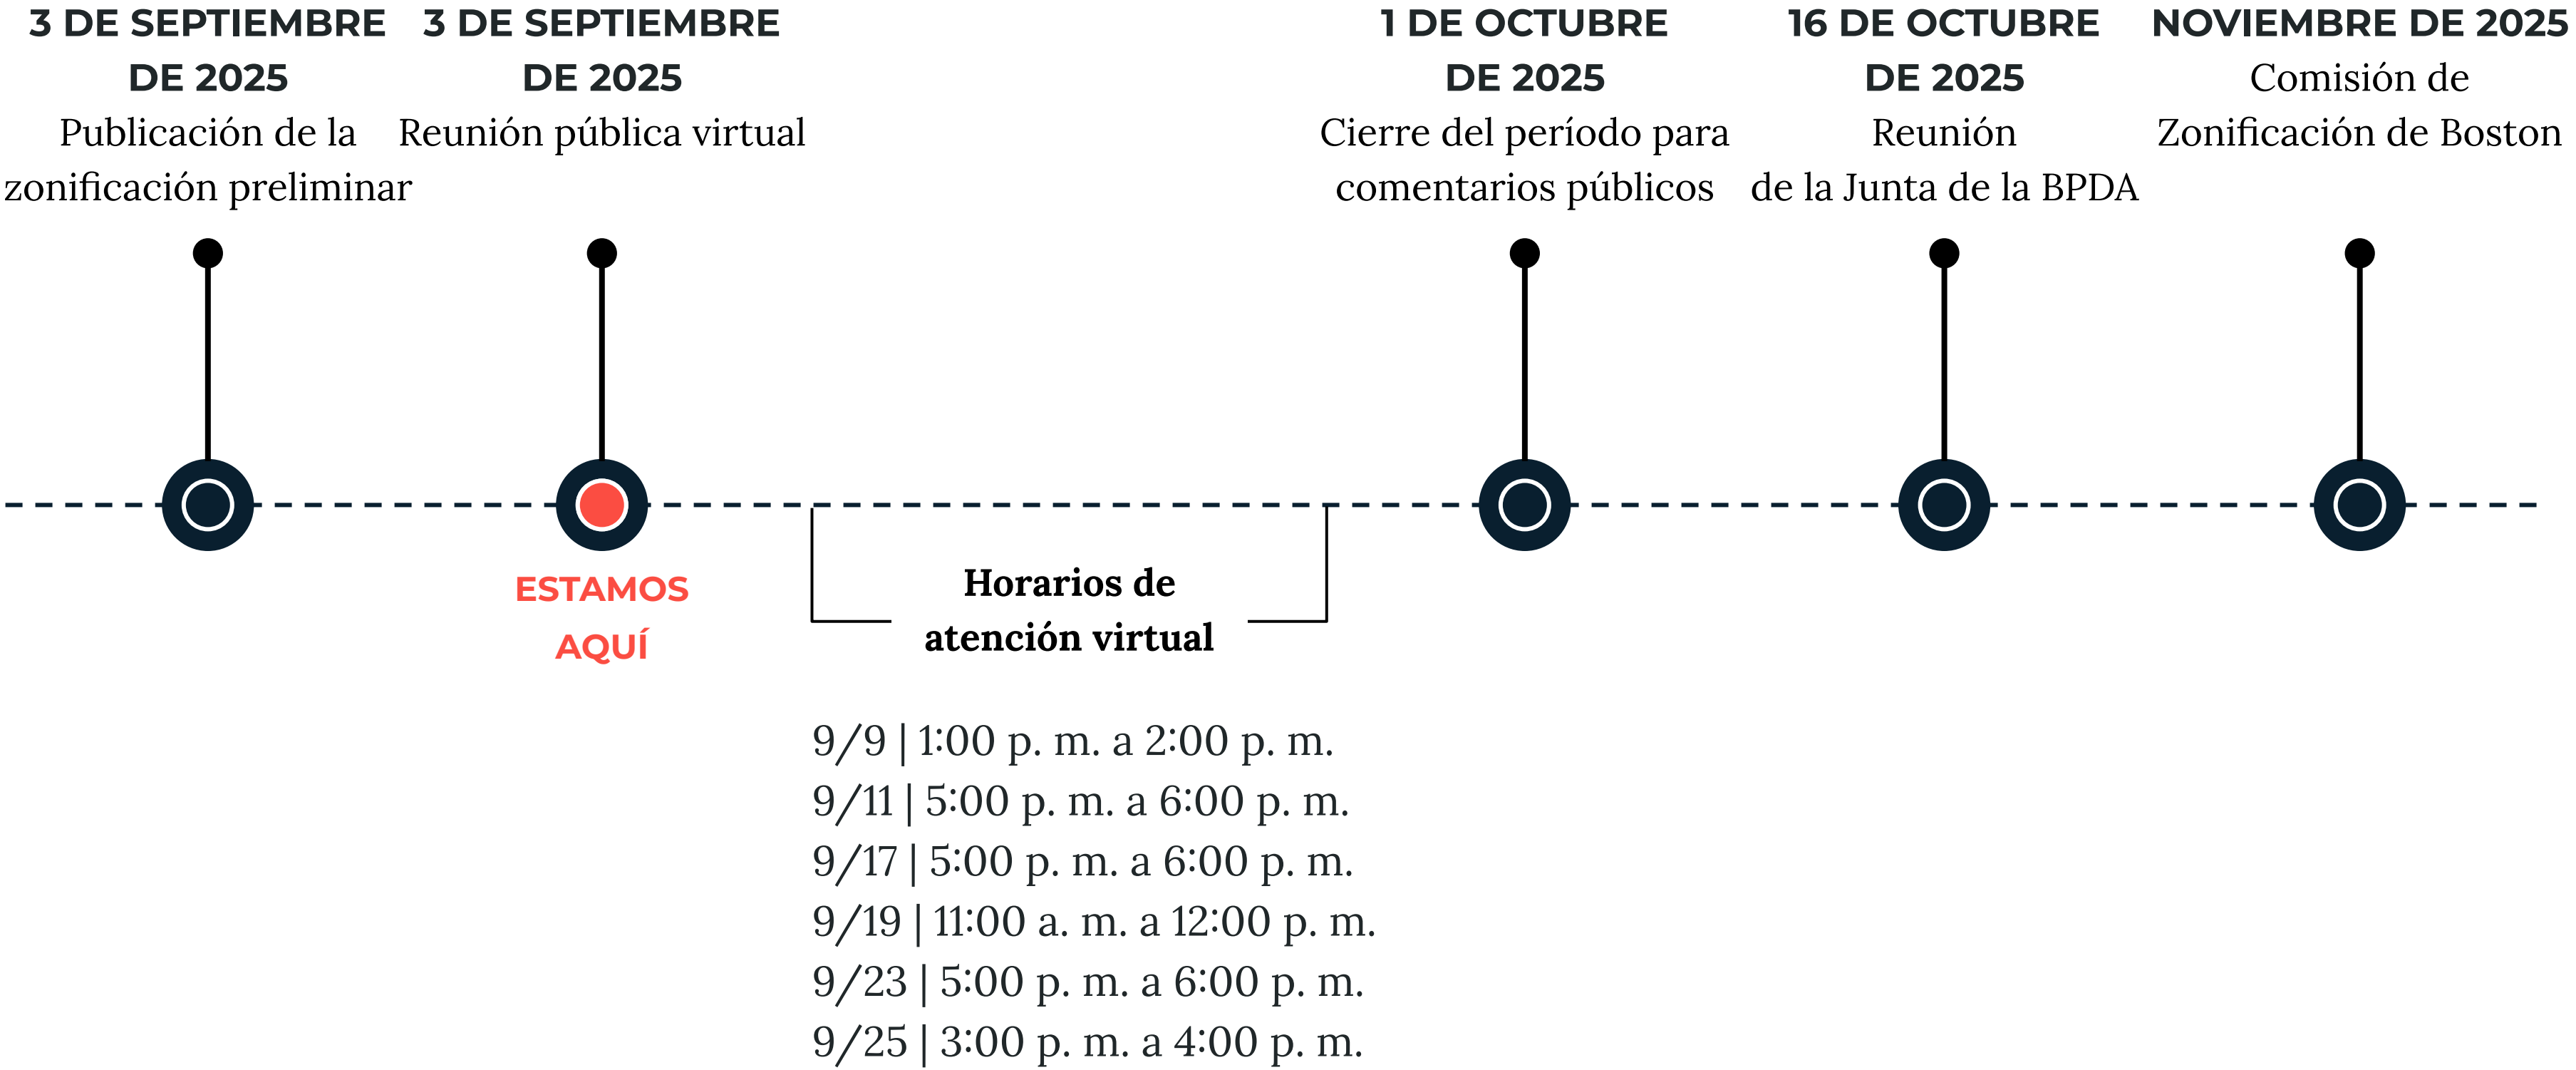 3 DE SEPTIEMBRE
DE 2025
Publicación de la
zonificación preliminar
3 DE SEPTIEMBRE
DE 2025
Reunión pública virtual
1 DE OCTUBRE
DE 2025
Cierre del período para
comentarios públicos
16 DE OCTUBRE
DE 2025
Reunión
de la Junta de la BPDA
NOVIEMBRE DE 2025
Comisión de
Zonificación de Boston
ESTAMOS
AQUÍ
Horarios de
atención virtual
9/9 | 1:00 p. m. a 2:00 p. m.
9/11 | 5:00 p. m. a 6:00 p. m.
9/17 | 5:00 p. m. a 6:00 p. m.
9/19 | 11:00 a. m. a 12:00 p. m.
9/23 | 5:00 p. m. a 6:00 p. m.
9/25 | 3:00 p. m. a 4:00 p. m.